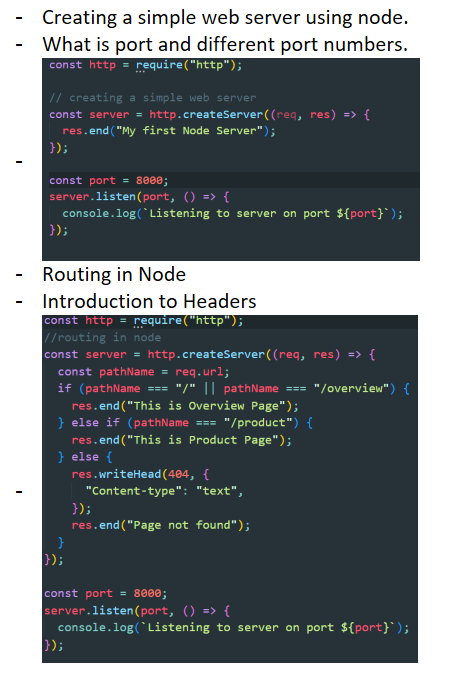 - Creating a simple web server using node.
- What is port and different port numbers.
const http = require("http");
// creating a simple web server
const server = http.createServer((req, res) => {
  res.end("My first Node Server");
});
-
const port = 8000;
server.listen(port, () => {
  console.log(`Listening to server on port ${port}`);
});
- Routing in Node
- Introduction to Headers
const http = require("http");
//routing in node
const server = http.createServer((req, res) => {
  const pathName = req.url;
  if (pathName === "/" || pathName === "/overview") {
    res.end("This is Overview Page");
  } else if (pathName === "/product") {
    res.end("This is Product Page");
  } else {
    res.writeHead(404, {
-     "Content-type": "text",
    });
    res.end("Page not found");
  }
});
const port = 8000;
server.listen(port, () => {
  console.log(`Listening to server on port ${port}`);
});